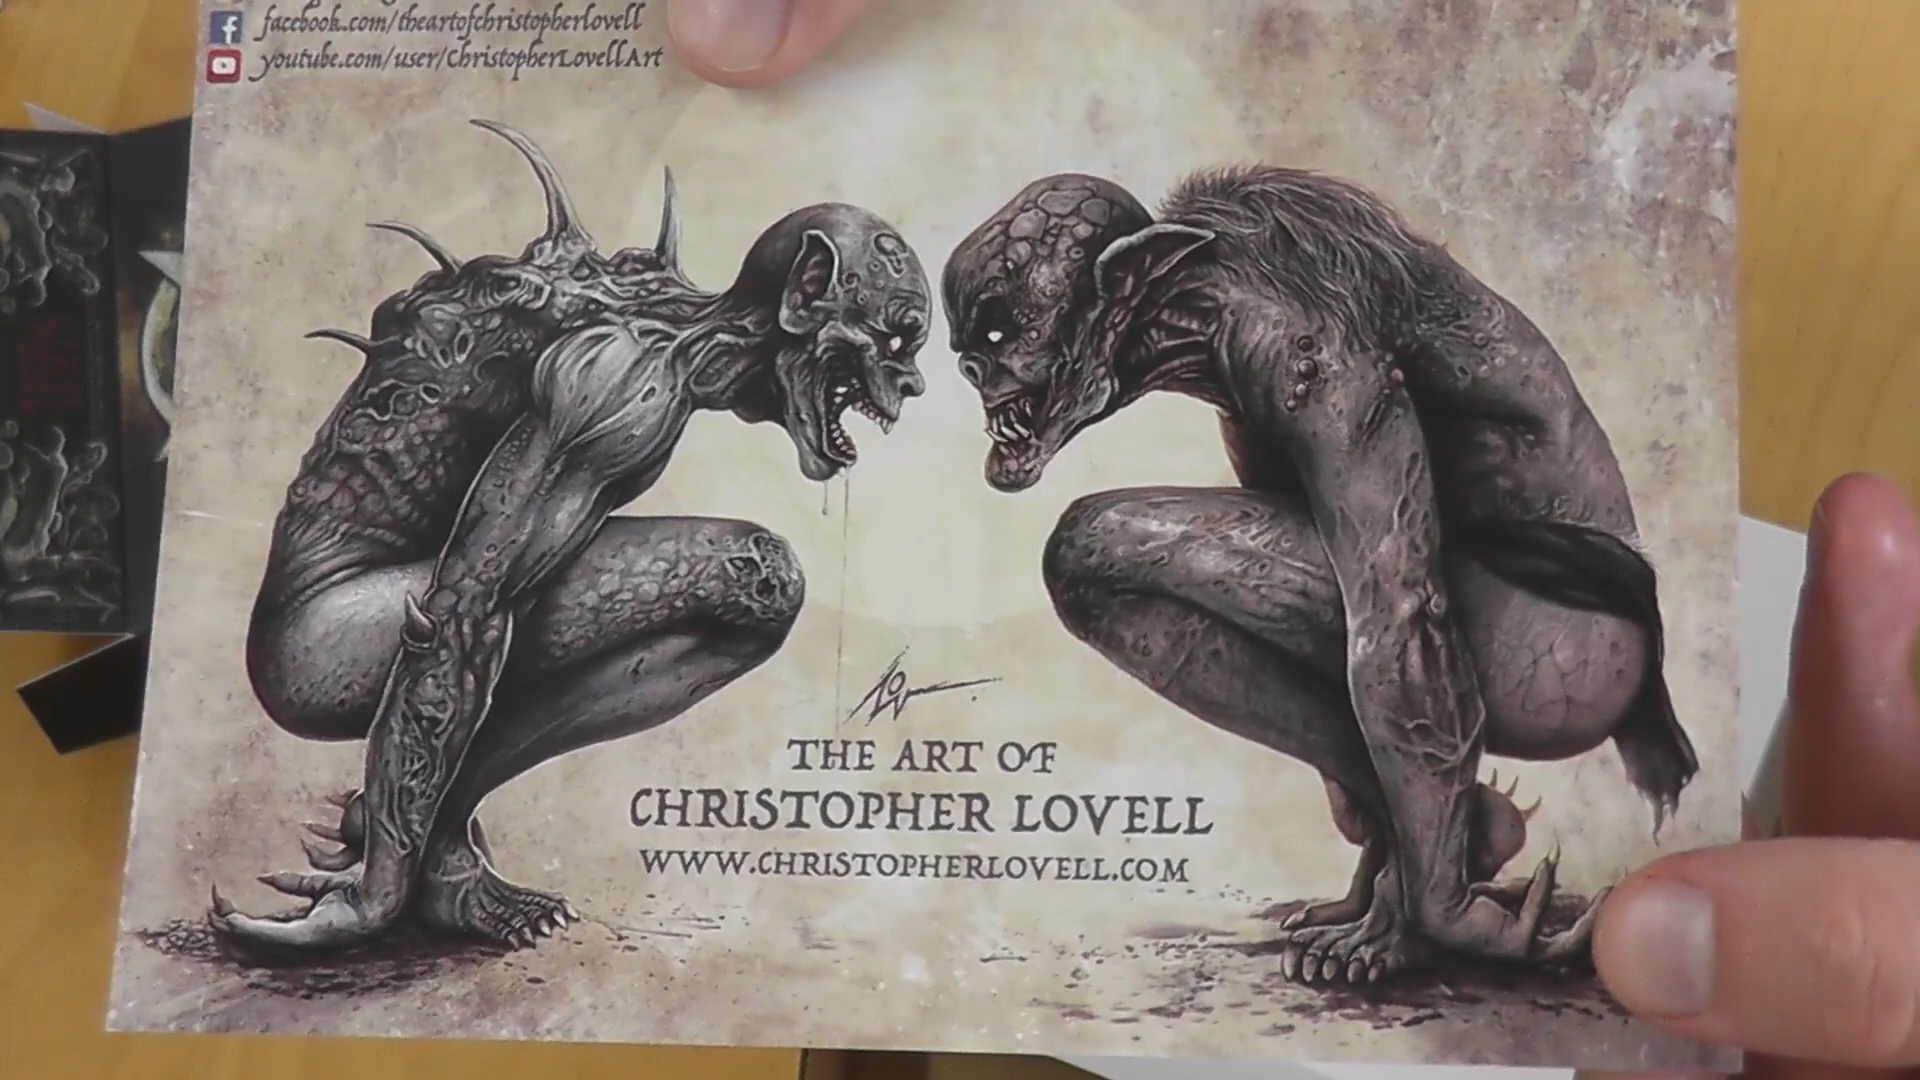 facebook.com/theartofchristopherlovell
youtube.com/user/ChristopherLovellArt
THE ART OF
CHRISTOPHER LOVELL
WWW.CHRISTOPHERLOVELL.COM